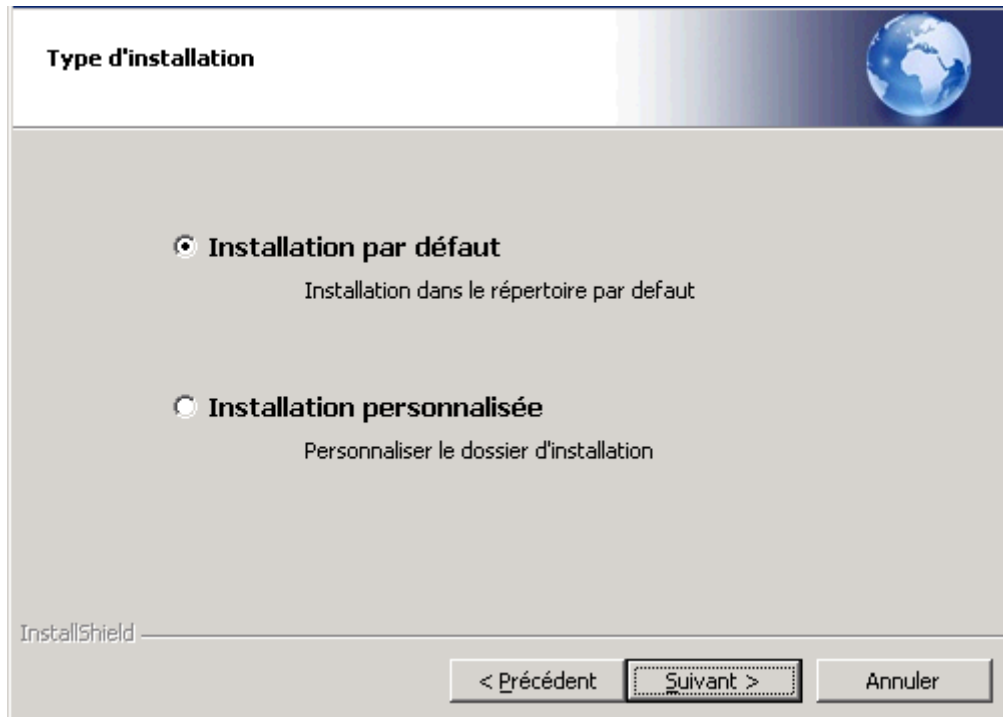 Type d'installation
Installation par défaut
Installation dans le répertoire par defaut
Installation personnalisée
Personnaliser le dossier d'installation
InstallShield
< Précédent
Suivant >
Annuler